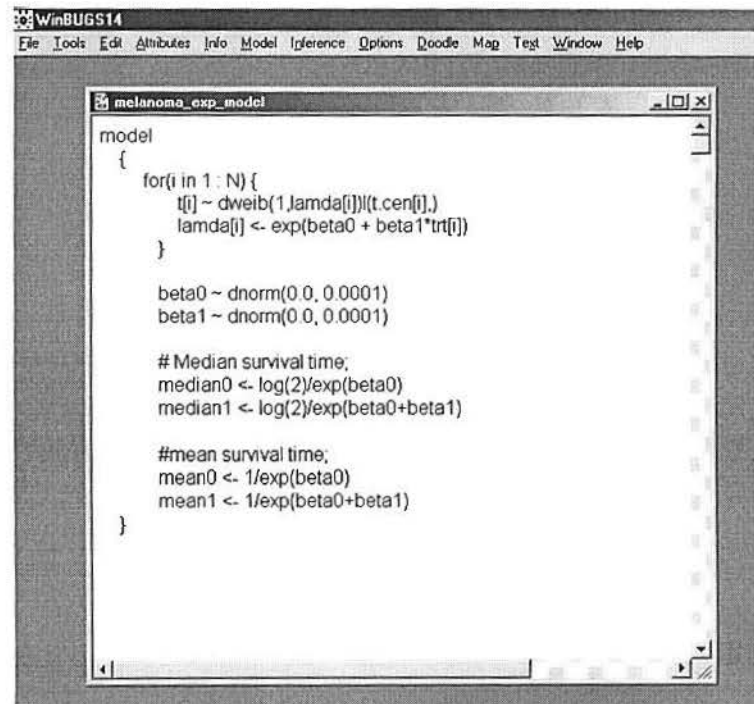 WinBUGS14
File Tools Edit Attributes Info Model Inference Options Doodle Map Text Window Help
melanoma_exp_model
model
{
for(i in 1 : N) {
t[i] ~ dweib(1,lamda[i])I(t.cen[i],)
lamda[i] <- exp(beta0 + beta1*trt[i])
}
beta0 ~ dnorm(0.0, 0.0001)
beta1 ~ dnorm(0.0, 0.0001)
# Median survival time;
median0 <- log(2)/exp(beta0)
median1 <- log(2)/exp(beta0+beta1)
#mean survival time;
mean0 <- 1/exp(beta0)
mean1 <- 1/exp(beta0+beta1)
}